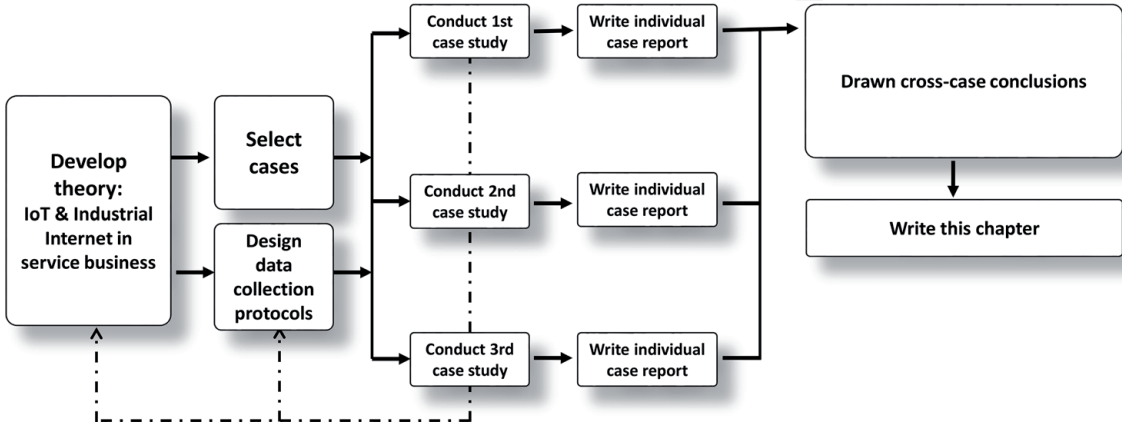 Develop
theory:
IoT & Industrial
Internet in
service business
Select
cases
Design
data
collection
protocols
Conduct 1st
case study
Write individual
case report
Conduct 2nd
case study
Write individual
case report
Conduct 3rd
case study
Write individual
case report
Drawn cross-case conclusions
Write this chapter